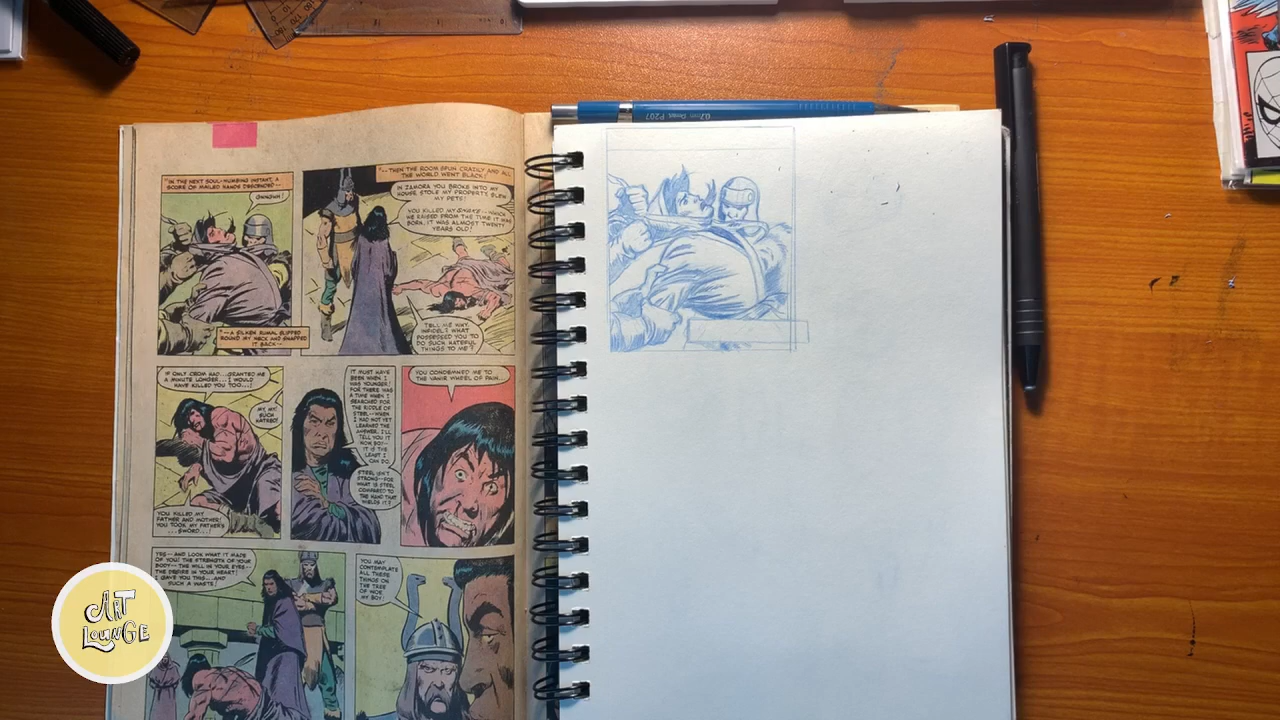 "IN THE NEXT SOUL-NUMBING INSTANT, A
SCORE OF MAILED HANDS DESCENDED--
"--A SILKEN RUMAL SLIPPED
ROUND MY NECK AND SNAPPED
IT BACK--
"--THEN THE ROOM SPUN CRAZILY AND ALL
THE WORLD WENT BLACK."
IN ZAMORA YOU BROKE INTO MY
HOUSE, STOLE MY PROPERTY, SLEW
MY PETS!
YOU KILLED MY SNAKE--WHICH
WE RAISED FROM THE TIME IT WAS
BORN. IT WAS ALMOST TWENTY
YEARS OLD!
TELL ME WHY,
INFIDEL! WHAT
POSSESSED YOU TO
DO SUCH HATEFUL
THINGS TO ME?
IF ONLY CROM HAD...GRANTED ME
A MINUTE LONGER...I WOULD
HAVE KILLED YOU TOO...!
MY, MY!
SUCH
HATRED!
YOU KILLED MY
FATHER AND MOTHER!
YOU TOOK MY FATHER'S
...SWORD...!
IT MUST HAVE
BEEN WHEN I
WAS YOUNGER!
FOR THERE WAS
A TIME WHEN I
SEARCHED FOR
THE RIDDLE OF
STEEL--WHEN
I HAD NOT YET
LEARNED THE
ANSWER. I'LL
TELL YOU IT
NOW, BOY--
IT IS THE
LEAST I
CAN DO.
STEEL ISN'T
STRONG--FOR
WHAT IS STEEL
COMPARED TO
THE HAND THAT
WIELDS IT?
YOU CONDEMNED ME TO
THE VANIR WHEEL OF PAIN...
YES--AND LOOK WHAT IT MADE
OF YOU! THE STRENGTH OF YOUR
BODY--THE WILL IN YOUR EYES--
THE DESIRE IN YOUR HEART!
I GAVE YOU THIS...AND
SUCH A WASTE!
YOU MAY
CONTEMPLATE
ALL THESE
THINGS ON
THE TREE
OF WOE,
MY BOY!
0.7mm Pentel P207
ART
LOUNGE